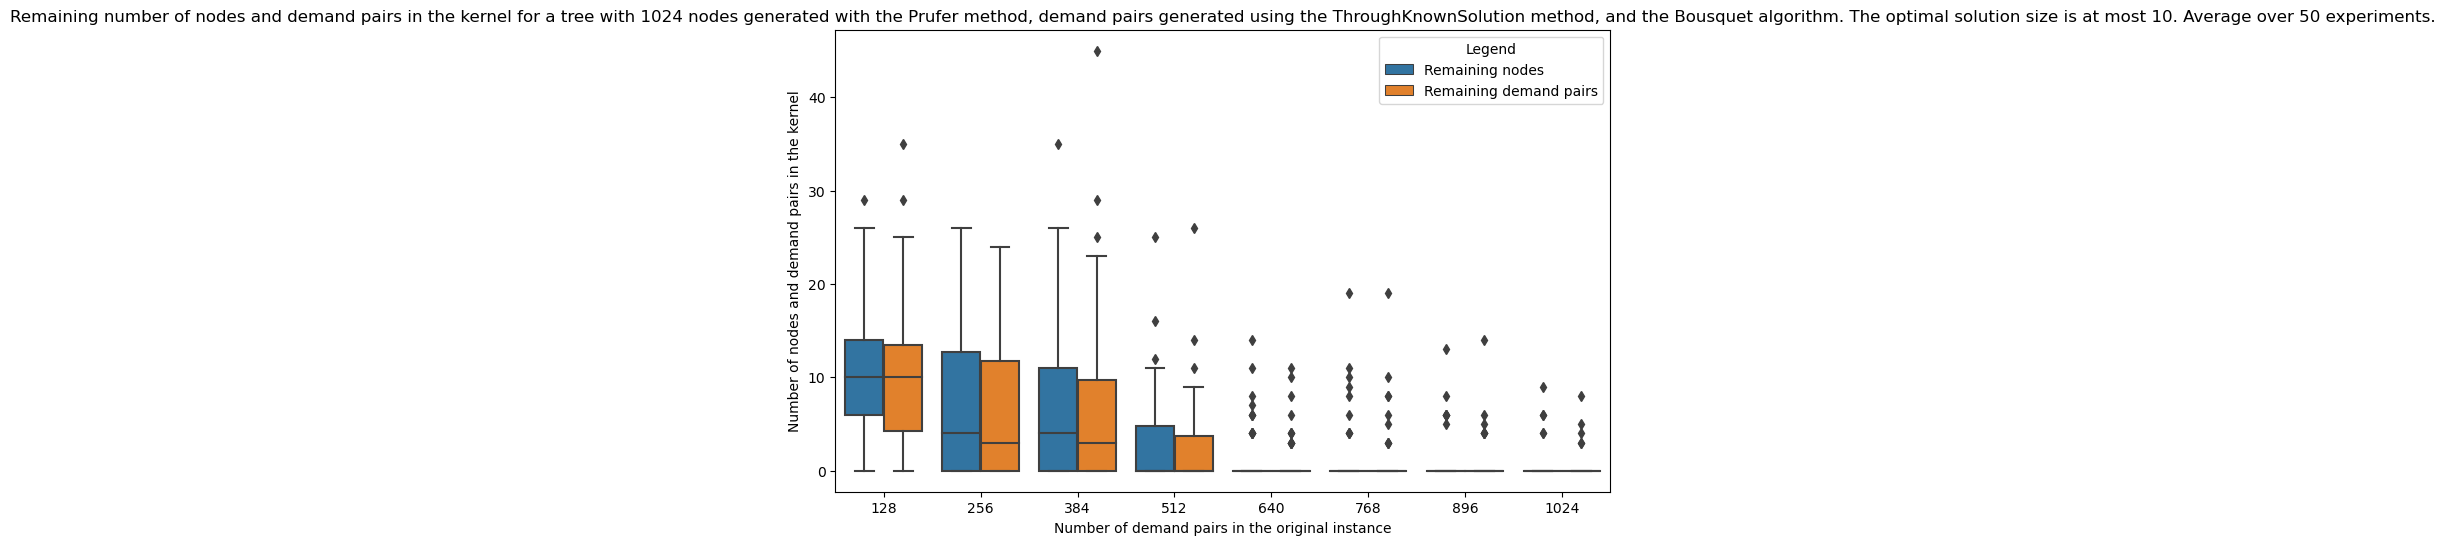 Remaining number of nodes and demand pairs in the kernel for a tree with 1024 nodes generated with the Prufer method, demand pairs generated using the ThroughKnownSolution method, and the Bousquet algorithm. The optimal solution size is at most 10. Average over 50 experiments.
Legend
Remaining nodes
Remaining demand pairs
Number of nodes and demand pairs in the kernel
40
30
20
10
0
128 256 384 512 640 768 896 1024
Number of demand pairs in the original instance